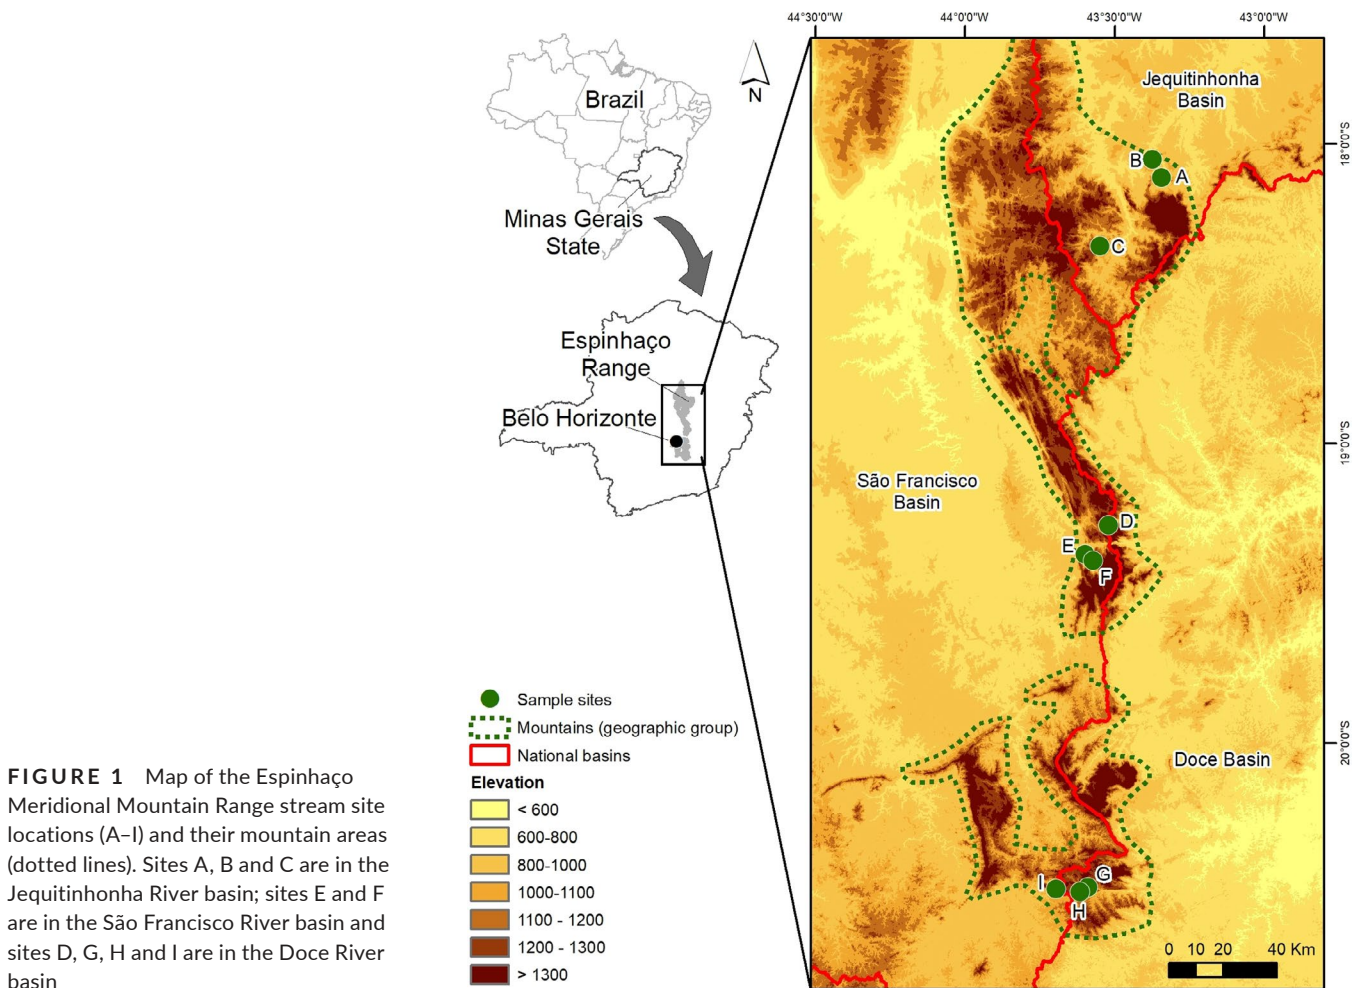 44°30'0"W
44°00'0"W
43°30'0"W
43°00'0"W
Brazil
N
Minas Gerais
State
Espinhaço
Range
Belo Horizonte
Jequitinhonha
Basin
B
A
C
18°0'0"S
São Francisco
Basin
19°0'0"S
D
E
F
Doce Basin
20°0'0"S
I
G
H
0 10 20 40 Km
Sample sites
Mountains (geographic group)
National basins
Elevation
< 600
600-800
800-1000
1000-1100
1100 - 1200
1200 - 1300
> 1300
FIGURE 1 Map of the Espinhaço
Meridional Mountain Range stream site
locations (A–I) and their mountain areas
(dotted lines). Sites A, B and C are in the
Jequitinhonha River basin; sites E and F
are in the São Francisco River basin and
sites D, G, H and I are in the Doce River
basin